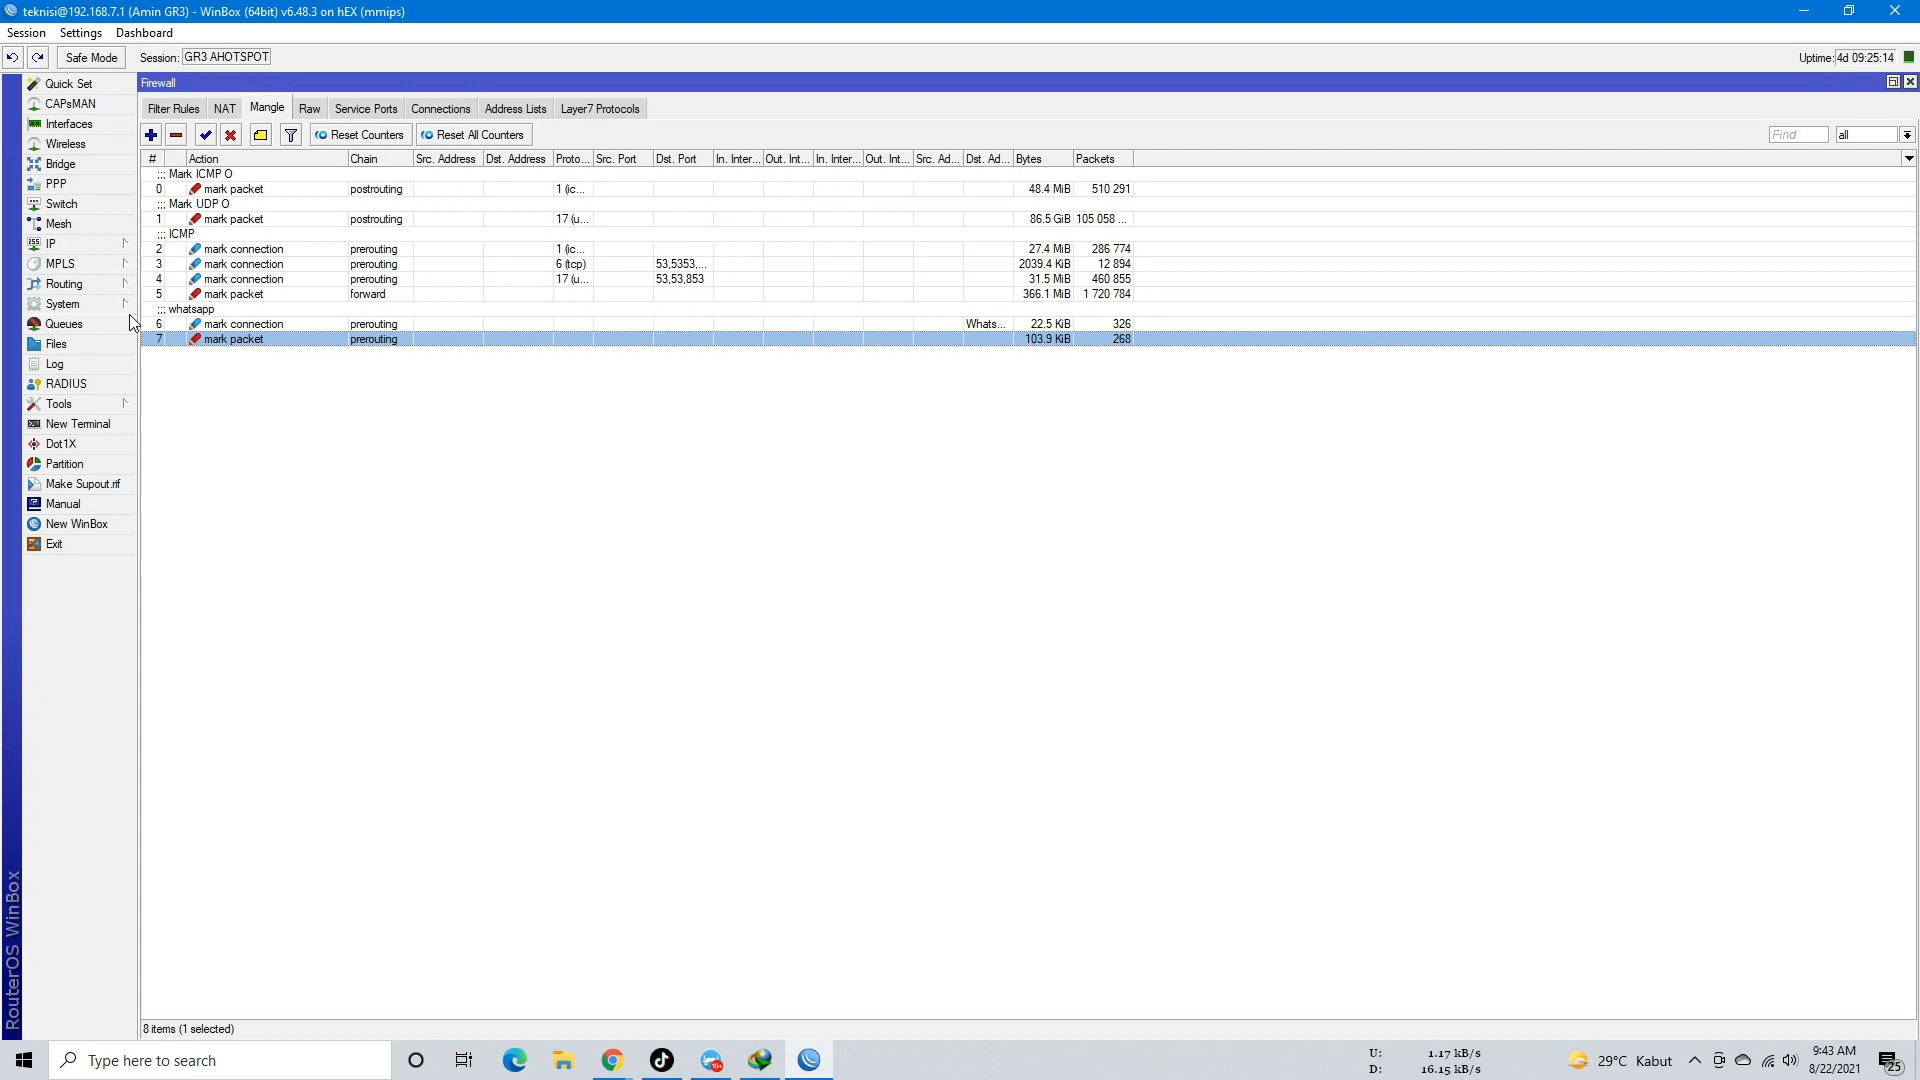 teknisi@192.168.7.1 (Amin GR3) - WinBox (64bit) v6.48.3 on hEX (mmips)
Session Settings Dashboard
Safe Mode Session: GR3 AHOTSPOT Uptime: 4d 09:25:14
Quick Set
CAPsMAN
Interfaces
Wireless
Bridge
PPP
Switch
Mesh
IP
MPLS
Routing
System
Queues
Files
Log
RADIUS
Tools
New Terminal
Dot1X
Partition
Make Supout.rif
Manual
New WinBox
Exit
RouterOS WinBox
Firewall
Filter Rules NAT Mangle Raw Service Ports Connections Address Lists Layer7 Protocols
Reset Counters Reset All Counters Find all
# Action Chain Src. Address Dst. Address Proto... Src. Port Dst. Port In. Inter... Out. Int... In. Inter... Out. Int... Src. Ad... Dst. Ad... Bytes Packets
;;; Mark ICMP O
0 mark packet postrouting 1 (ic... 48.4 MiB 510 291
;;; Mark UDP O
1 mark packet postrouting 17 (u... 86.5 GiB 105 058 ...
;;; ICMP
2 mark connection prerouting 1 (ic... 27.4 MiB 286 774
3 mark connection prerouting 6 (tcp) 53,5353,... 2039.4 KiB 12 894
4 mark connection prerouting 17 (u... 53,53,853 31.5 MiB 460 855
5 mark packet forward 366.1 MiB 1 720 784
;;; whatsapp
6 mark connection prerouting Whats... 22.5 KiB 326
7 mark packet prerouting 103.9 KiB 268
8 items (1 selected)
Type here to search
10+
U: 1.17 kB/s
D: 16.15 kB/s
29°C Kabut
9:43 AM
8/22/2021
25